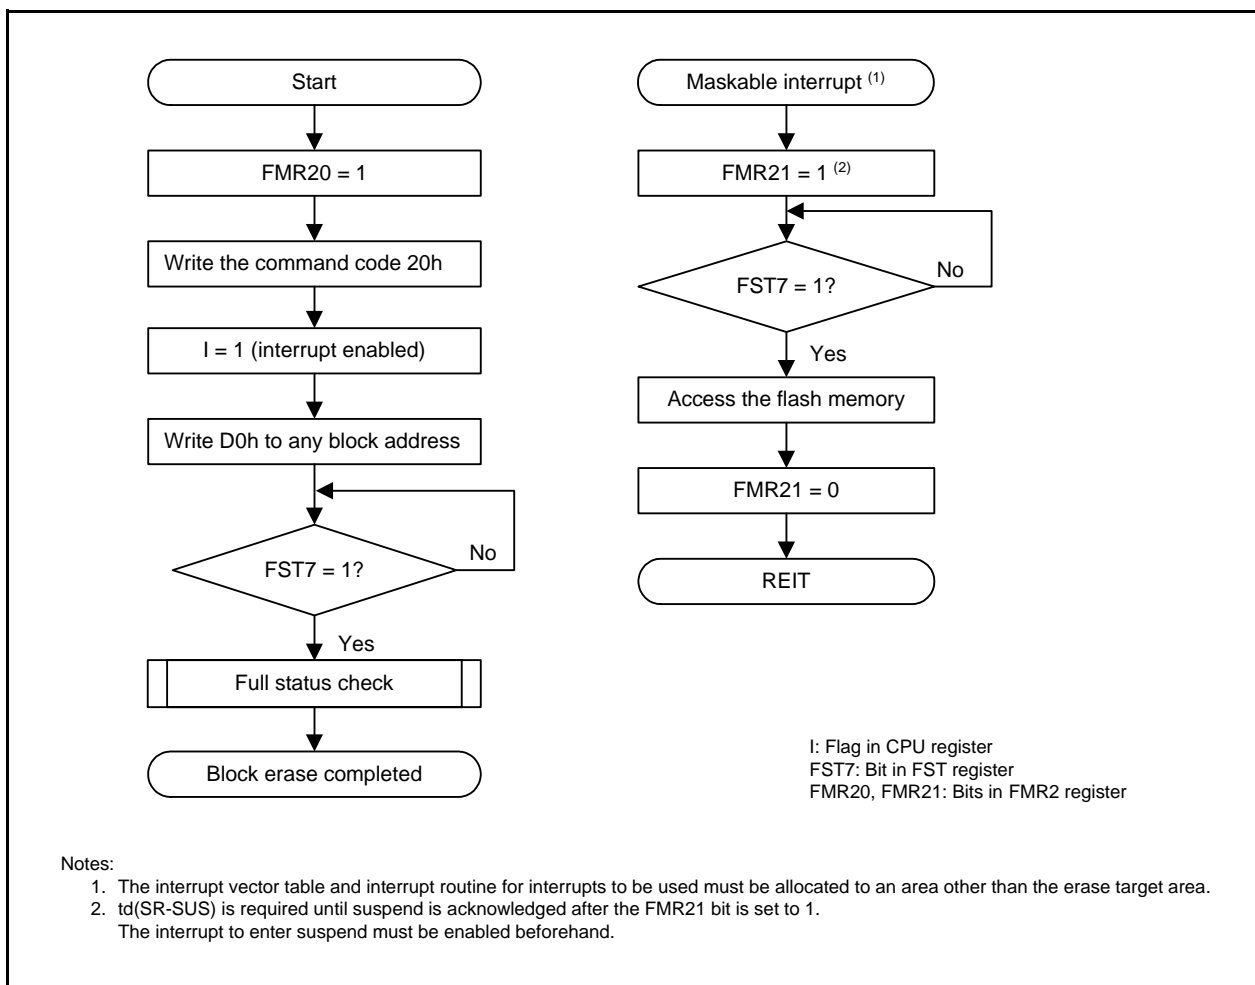 Start
FMR20 = 1
Write the command code 20h
I = 1 (interrupt enabled)
Write D0h to any block address
No
FST7 = 1?
Yes
Full status check
Block erase completed
Maskable interrupt (1)
FMR21 = 1 (2)
No
FST7 = 1?
Yes
Access the flash memory
FMR21 = 0
REIT
I: Flag in CPU register
FST7: Bit in FST register
FMR20, FMR21: Bits in FMR2 register
Notes:
1. The interrupt vector table and interrupt routine for interrupts to be used must be allocated to an area other than the erase target area.
2. td(SR-SUS) is required until suspend is acknowledged after the FMR21 bit is set to 1.
The interrupt to enter suspend must be enabled beforehand.